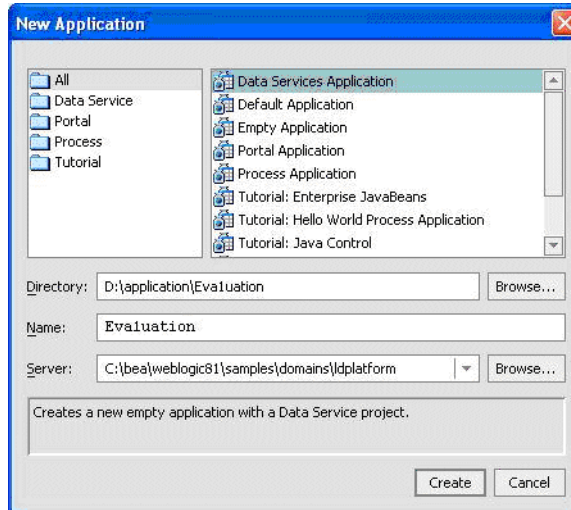 New Application
All
Data Service
Portal
Process
Tutorial
Data Services Application
Default Application
Empty Application
Portal Application
Process Application
Tutorial: Enterprise JavaBeans
Tutorial: Hello World Process Application
Tutorial: Java Control
Directory: D:\application\Eva1uation Browse...
Name: Evaluation
Server: C:\bea\weblogic81\samples\domains\ldplatform Browse...
Creates a new empty application with a Data Service project.
Create Cancel